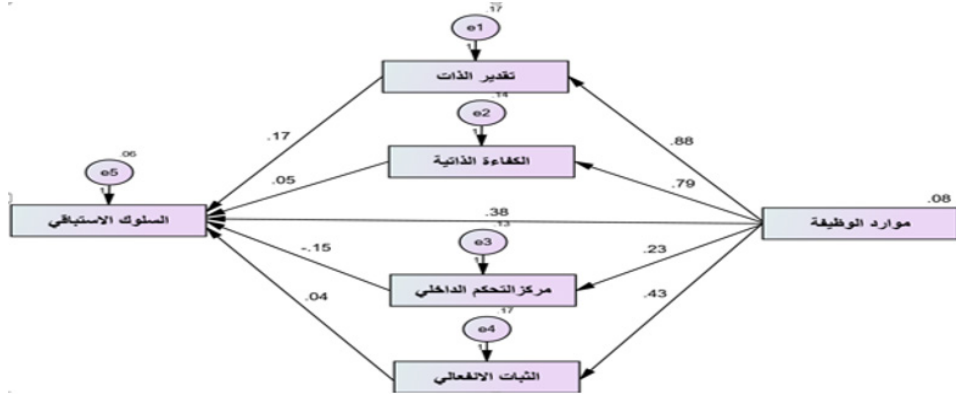 .17
e1
1
تقدير الذات
.14
e2
1
.17
.88
الكفاءة الذاتية
.06
e5
1
.05
.79
السلوك الاستباقي
.38
.08
موارد الوظيفة
.13
e3
1
-.15
.23
مركز التحكم الداخلي
.04
.43
.17
e4
1
الثبات الانفعالي